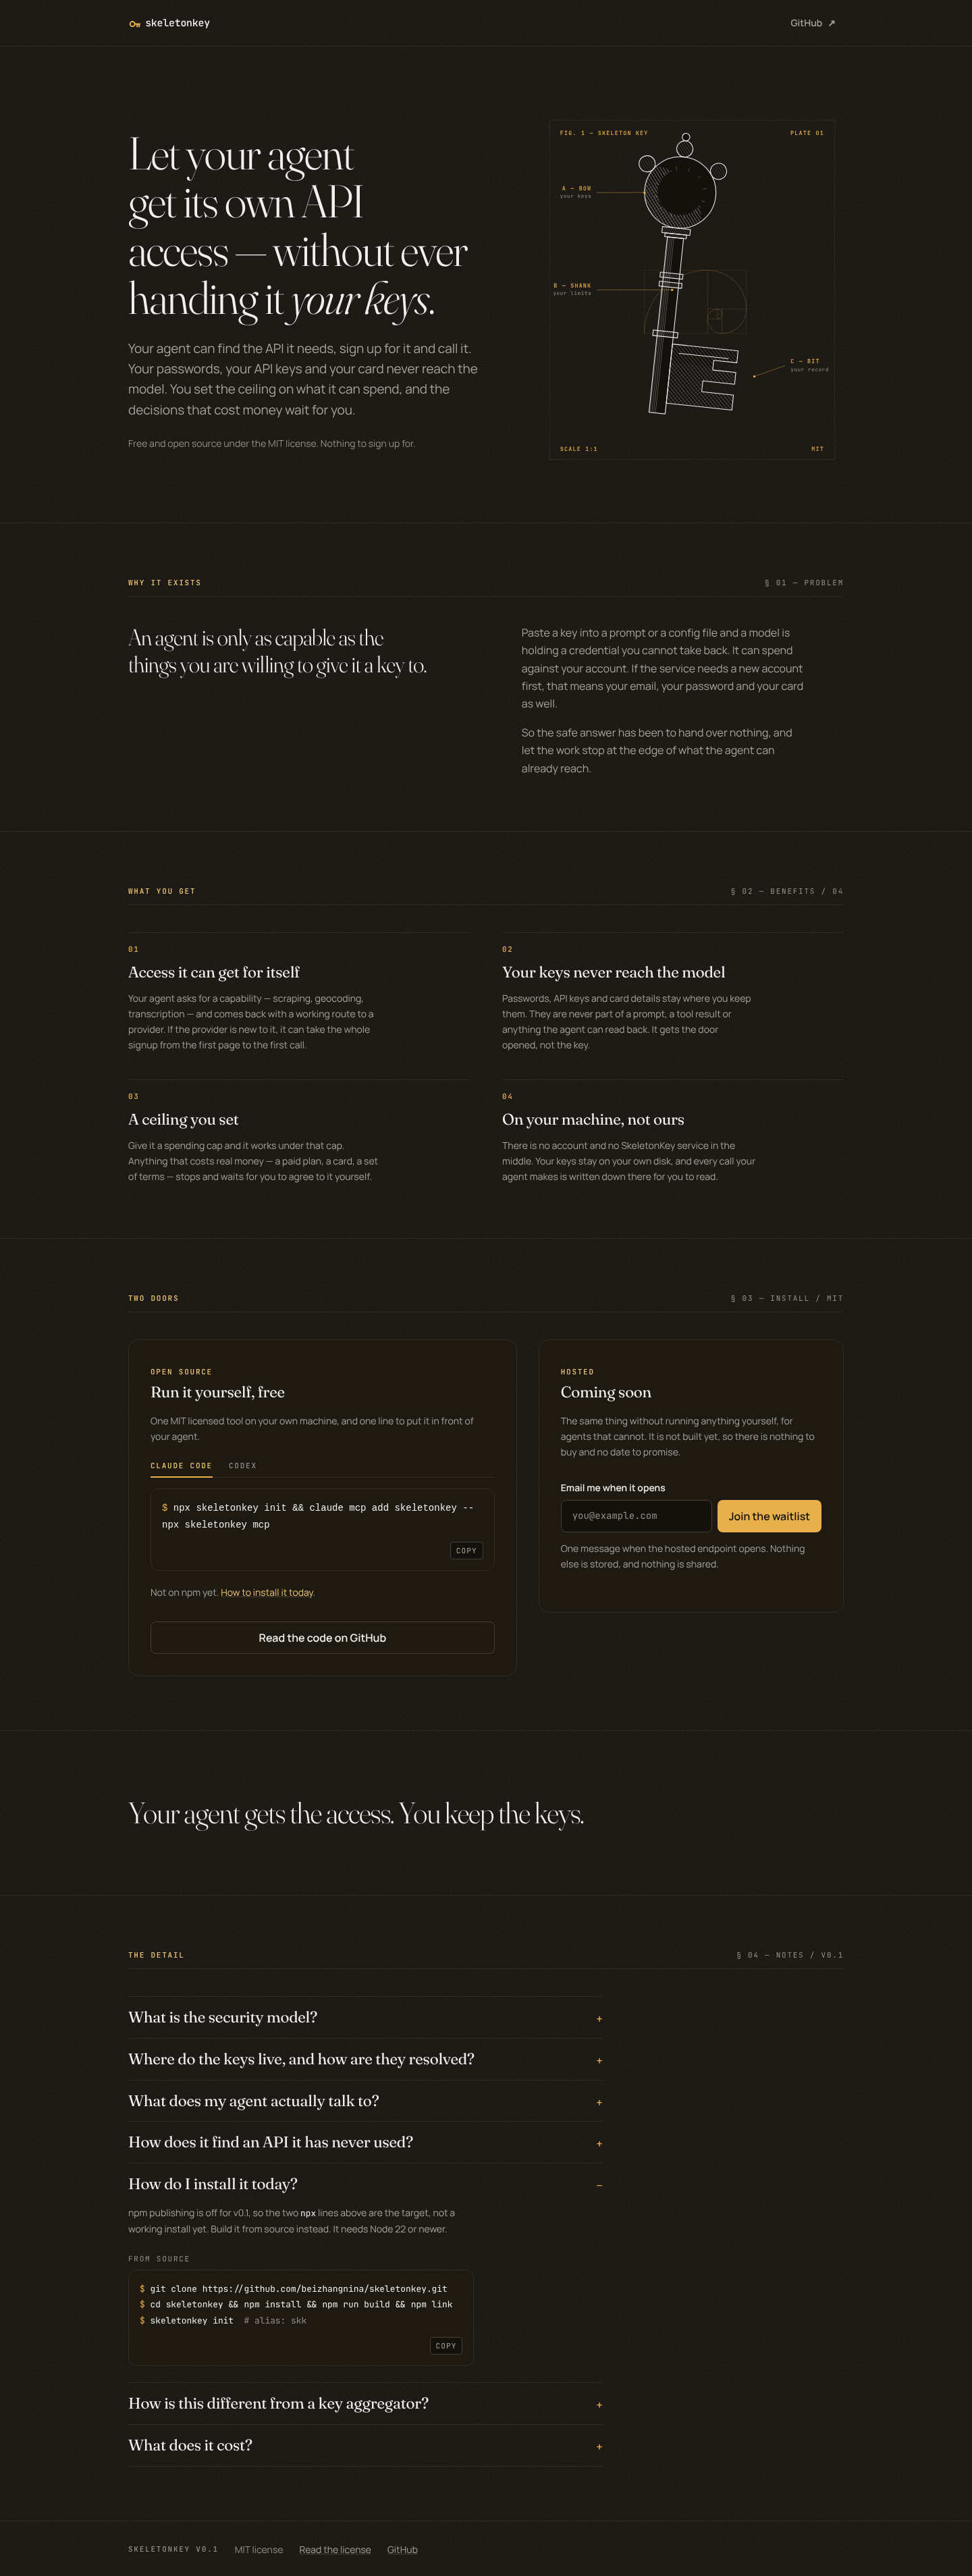 skeletonkey
GitHub ↗
Let your agent
get its own API
access — without ever
handing it your keys.
Your agent can find the API it needs, sign up for it and call it.
Your passwords, your API keys and your card never reach the
model. You set the ceiling on what it can spend, and the
decisions that cost money wait for you.
Free and open source under the MIT license. Nothing to sign up for.
FIG. 1 — SKELETON KEY
PLATE 01
A — BOW
your keys
B — SHANK
your limits
C — BIT
your record
SCALE 1:1
MIT
WHY IT EXISTS
§ 01 — PROBLEM
An agent is only as capable as the
things you are willing to give it a key to.
Paste a key into a prompt or a config file and a model is
holding a credential you cannot take back. It can spend
against your account. If the service needs a new account
first, that means your email, your password and your card
as well.
So the safe answer has been to hand over nothing, and
let the work stop at the edge of what the agent can
already reach.
WHAT YOU GET
§ 02 — BENEFITS / 04
01
Access it can get for itself
Your agent asks for a capability — scraping, geocoding,
transcription — and comes back with a working route to a
provider. If the provider is new to it, it can take the whole
signup from the first page to the first call.
02
Your keys never reach the model
Passwords, API keys and card details stay where you keep
them. They are never part of a prompt, a tool result or
anything the agent can read back. It gets the door
opened, not the key.
03
A ceiling you set
Give it a spending cap and it works under that cap.
Anything that costs real money — a paid plan, a card, a set
of terms — stops and waits for you to agree to it yourself.
04
On your machine, not ours
There is no account and no SkeletonKey service in the
middle. Your keys stay on your own disk, and every call your
agent makes is written down there for you to read.
TWO DOORS
§ 03 — INSTALL / MIT
OPEN SOURCE
Run it yourself, free
One MIT licensed tool on your own machine, and one line to put it in front of
your agent.
CLAUDE CODE
CODEX
$ npx skeletonkey init && claude mcp add skeletonkey --
npx skeletonkey mcp
COPY
Not on npm yet. How to install it today.
Read the code on GitHub
HOSTED
Coming soon
The same thing without running anything yourself, for
agents that cannot. It is not built yet, so there is nothing to
buy and no date to promise.
Email me when it opens
you@example.com
Join the waitlist
One message when the hosted endpoint opens. Nothing
else is stored, and nothing is shared.
Your agent gets the access. You keep the keys.
THE DETAIL
§ 04 — NOTES / V0.1
What is the security model?
+
Where do the keys live, and how are they resolved?
+
What does my agent actually talk to?
+
How does it find an API it has never used?
+
How do I install it today?
−
npm publishing is off for v0.1, so the two npx lines above are the target, not a
working install yet. Build it from source instead. It needs Node 22 or newer.
FROM SOURCE
$ git clone https://github.com/beizhangnina/skeletonkey.git
$ cd skeletonkey && npm install && npm run build && npm link
$ skeletonkey init # alias: skk
COPY
How is this different from a key aggregator?
+
What does it cost?
+
SKELETONKEY V0.1
MIT license
Read the license
GitHub